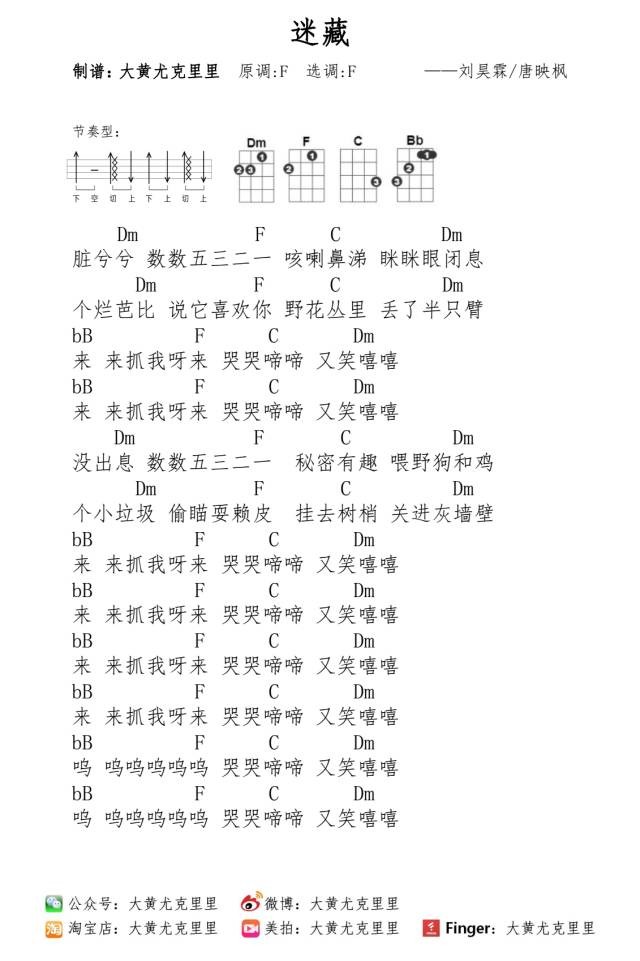 迷藏
制谱：大黄尤克里里 原调:F 选调:F ——刘昊霖/唐映枫
节奏型：
Dm F C Bb
1 1 1
2 3 2 3 2 3
下 空 切 上 下 上 切 上
Dm F C Dm
脏兮兮 数数五三二一 咳喇鼻涕 眯眯眼闭息
Dm F C Dm
个烂芭比 说它喜欢你 野花丛里 丢了半只臂
bB F C Dm
来 来抓我呀来 哭哭啼啼 又笑嘻嘻
bB F C Dm
来 来抓我呀来 哭哭啼啼 又笑嘻嘻
Dm F C Dm
没出息 数数五三二一 秘密有趣 喂野狗和鸡
Dm F C Dm
个小垃圾 偷瞄耍赖皮 挂去树梢 关进灰墙壁
bB F C Dm
来 来抓我呀来 哭哭啼啼 又笑嘻嘻
bB F C Dm
来 来抓我呀来 哭哭啼啼 又笑嘻嘻
bB F C Dm
来 来抓我呀来 哭哭啼啼 又笑嘻嘻
bB F C Dm
来 来抓我呀来 哭哭啼啼 又笑嘻嘻
bB F C Dm
呜 呜呜呜呜呜 哭哭啼啼 又笑嘻嘻
bB F C Dm
呜 呜呜呜呜呜 哭哭啼啼 又笑嘻嘻
公众号：大黄尤克里里 微博：大黄尤克里里
淘 淘宝店：大黄尤克里里 美拍：大黄尤克里里 Finger：大黄尤克里里